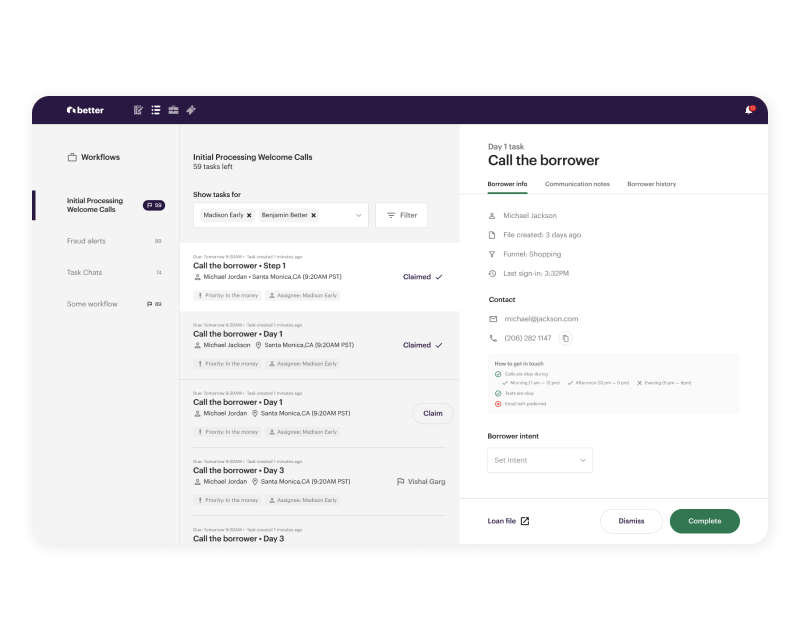 better
Workflows
Initial Processing
Welcome Calls
59
Fraud alerts
89
Task Chats
74
Some workflow
89
Initial Processing Welcome Calls
59 tasks left
Show tasks for
Madison Early
Benjamin Better
Filter
Due: Tomorrow 9:30AM • Task created 1 minutes ago
Call the borrower • Step 1
Michael Jordan • Santa Monica,CA (9:20AM PST)
Claimed
Priority: In the money
Assignee: Madison Early
Due: Tomorrow 9:30AM • Task created 1 minutes ago
Call the borrower • Day 1
Michael Jackson
Santa Monica,CA (9:20AM PST)
Claimed
Priority: In the money
Assignee: Madison Early
Due: Tomorrow 9:30AM • Task created 1 minutes ago
Call the borrower • Day 1
Michael Jordan
Santa Monica,CA (9:20AM PST)
Claim
Priority: In the money
Assignee: Madison Early
Due: Tomorrow 9:30AM • Task created 1 minutes ago
Call the borrower • Day 3
Michael Jordan
Santa Monica,CA (9:20AM PST)
Vishal Garg
Priority: In the money
Assignee: Madison Early
Due: Tomorrow 9:30AM • Task created 1 minutes ago
Call the borrower • Day 3
Day 1 task
Call the borrower
Borrower info
Communication notes
Borrower history
Michael Jackson
File created: 3 days ago
Funnel: Shopping
Last sign-in: 3:32PM
Contact
michael@jackson.com
(206) 282 1147
How to get in touch
Calls are okay during
Morning (7 am — 12 pm)
Afternoon (12 pm — 5 pm)
Evening (5 pm — 9pm)
Texts are okay
Email isn't preferred
Borrower intent
Set Intent
Loan file
Dismiss
Complete